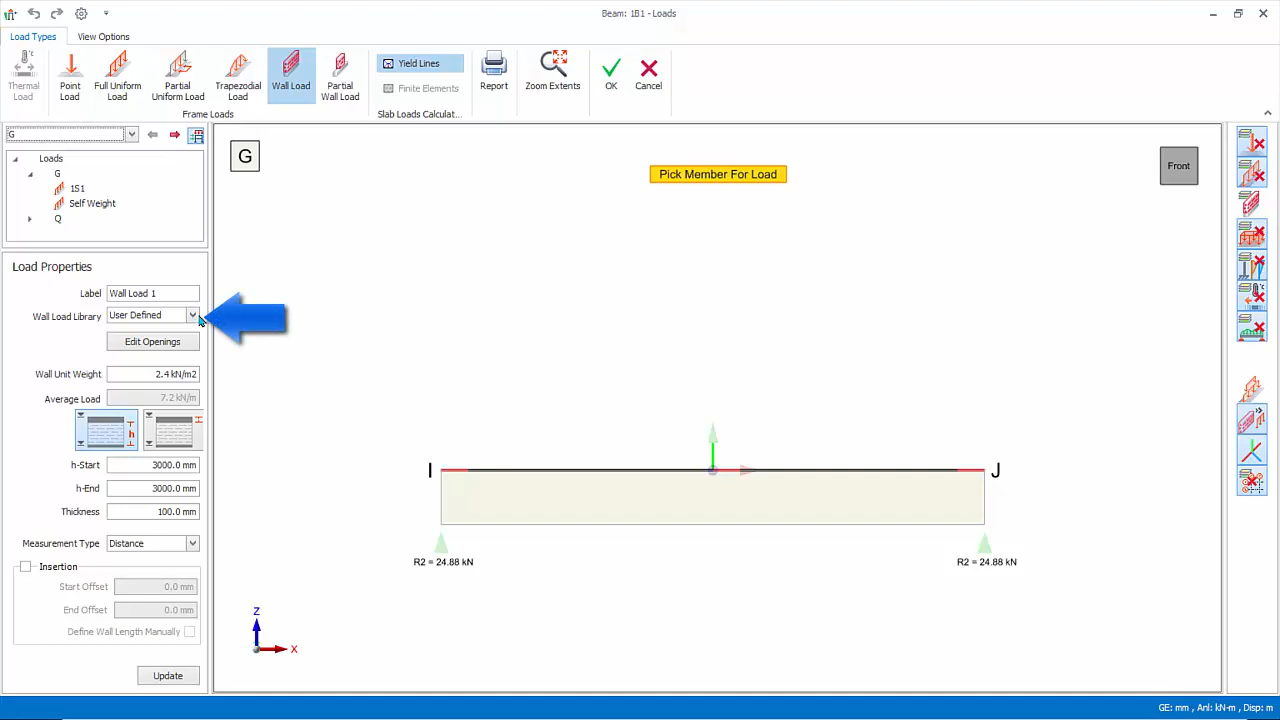 Beam: 1B1 - Loads
Load Types
View Options
Thermal Load
Point Load
Full Uniform Load
Partial Uniform Load
Trapezodial Load
Wall Load
Partial Wall Load
Frame Loads
Yield Lines
Finite Elements
Slab Loads Calculat...
Report
Zoom Extents
OK
Cancel
G
Loads
G
1S1
Self Weight
Q
Load Properties
Label Wall Load 1
Wall Load Library User Defined
Edit Openings
Wall Unit Weight 2.4 kN/m2
Average Load 7.2 kN/m
h
h-Start 3000.0 mm
h-End 3000.0 mm
Thickness 100.0 mm
Measurement Type Distance
Insertion
Start Offset 0.0 mm
End Offset 0.0 mm
Define Wall Length Manually
Update
G
Pick Member For Load
Front
I
J
R2 = 24.88 kN
R2 = 24.88 kN
Z
X
GE: mm , Anl: kN-m , Disp: m